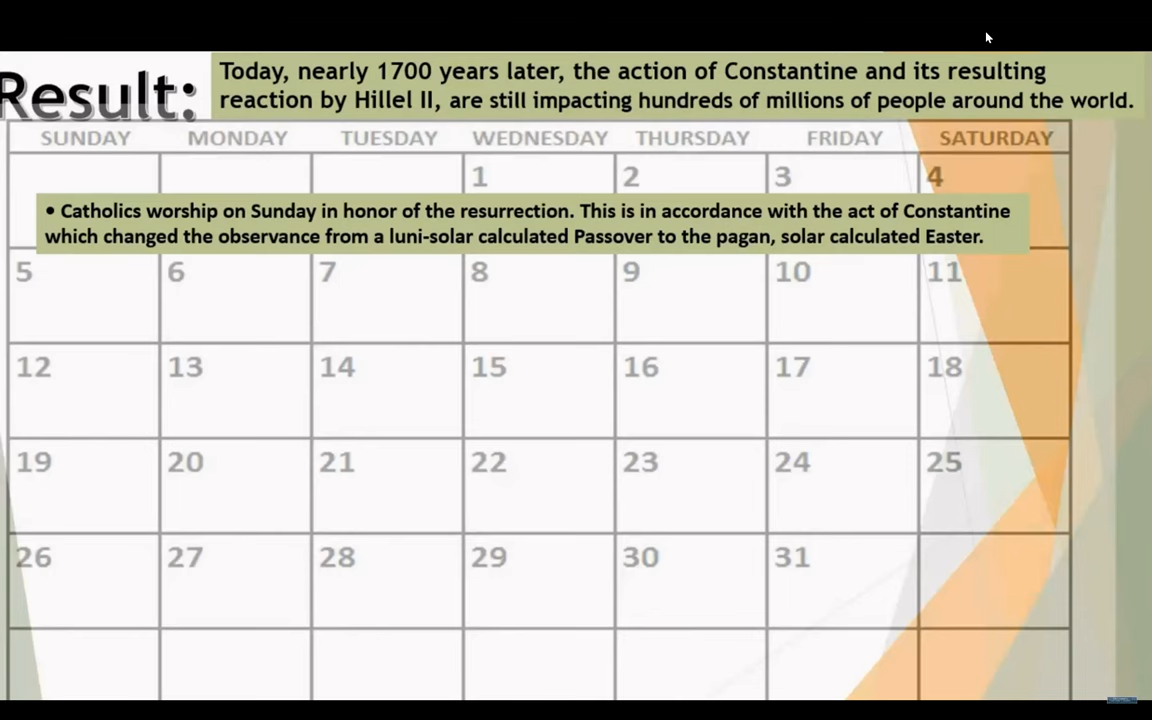 Result:
Today, nearly 1700 years later, the action of Constantine and its resulting
reaction by Hillel II, are still impacting hundreds of millions of people around the world.
SUNDAY MONDAY TUESDAY WEDNESDAY THURSDAY FRIDAY SATURDAY
1 2 3 4
• Catholics worship on Sunday in honor of the resurrection. This is in accordance with the act of Constantine
which changed the observance from a luni-solar calculated Passover to the pagan, solar calculated Easter.
5 6 7 8 9 10 11
12 13 14 15 16 17 18
19 20 21 22 23 24 25
26 27 28 29 30 31